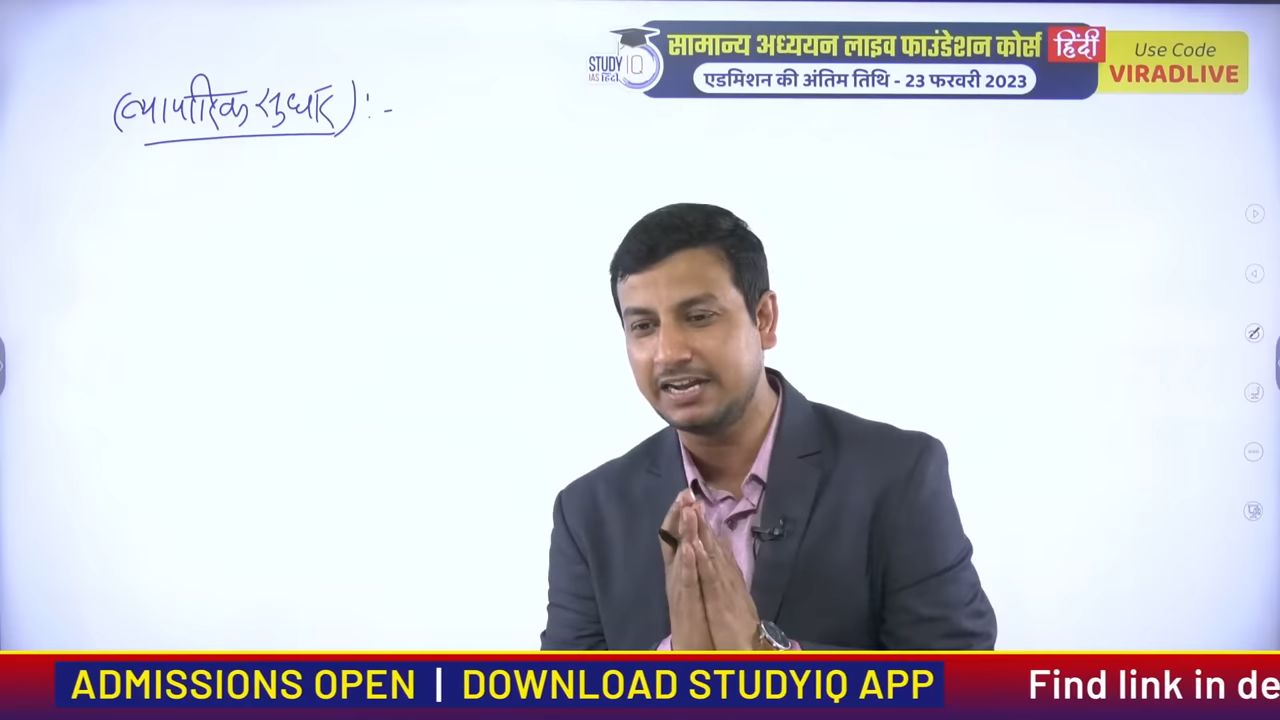 (व्यापारिक सुधार) :-
STUDY IQ
IAS हिंदी
सामान्य अध्ययन लाइव फाउंडेशन कोर्स हिंदी
एडमिशन की अंतिम तिथि - 23 फरवरी 2023
Use Code
VIRADLIVE
ADMISSIONS OPEN | DOWNLOAD STUDYIQ APP
Find link in de